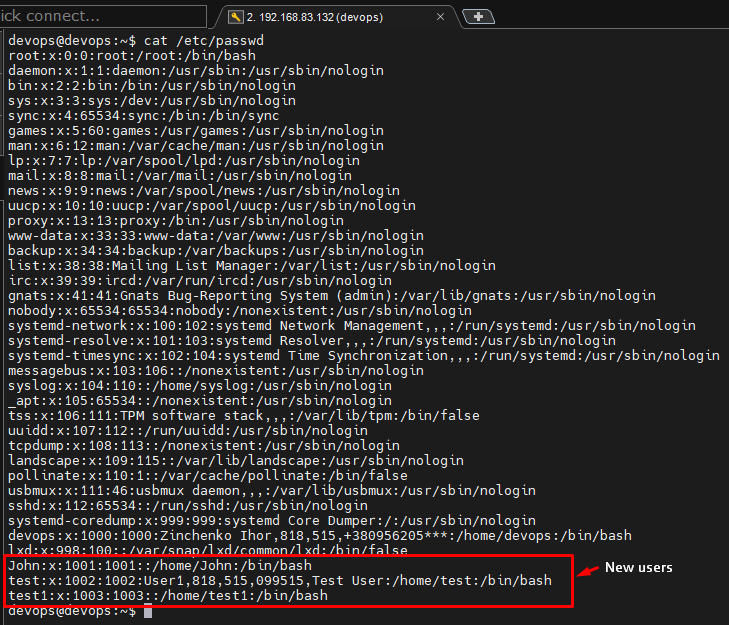 ick connect...
2. 192.168.83.132 (devops)
devops@devops:~$ cat /etc/passwd
root:x:0:0:root:/root:/bin/bash
daemon:x:1:1:daemon:/usr/sbin:/usr/sbin/nologin
bin:x:2:2:bin:/bin:/usr/sbin/nologin
sys:x:3:3:sys:/dev:/usr/sbin/nologin
sync:x:4:65534:sync:/bin:/bin/sync
games:x:5:60:games:/usr/games:/usr/sbin/nologin
man:x:6:12:man:/var/cache/man:/usr/sbin/nologin
lp:x:7:7:lp:/var/spool/lpd:/usr/sbin/nologin
mail:x:8:8:mail:/var/mail:/usr/sbin/nologin
news:x:9:9:news:/var/spool/news:/usr/sbin/nologin
uucp:x:10:10:uucp:/var/spool/uucp:/usr/sbin/nologin
proxy:x:13:13:proxy:/bin:/usr/sbin/nologin
www-data:x:33:33:www-data:/var/www:/usr/sbin/nologin
backup:x:34:34:backup:/var/backups:/usr/sbin/nologin
list:x:38:38:Mailing List Manager:/var/list:/usr/sbin/nologin
irc:x:39:39:ircd:/var/run/ircd:/usr/sbin/nologin
gnats:x:41:41:Gnats Bug-Reporting System (admin):/var/lib/gnats:/usr/sbin/nologin
nobody:x:65534:65534:nobody:/nonexistent:/usr/sbin/nologin
systemd-network:x:100:102:systemd Network Management,,,:/run/systemd:/usr/sbin/nologin
systemd-resolve:x:101:103:systemd Resolver,,,:/run/systemd:/usr/sbin/nologin
systemd-timesync:x:102:104:systemd Time Synchronization,,,:/run/systemd:/usr/sbin/nologin
messagebus:x:103:106::/nonexistent:/usr/sbin/nologin
syslog:x:104:110::/home/syslog:/usr/sbin/nologin
_apt:x:105:65534::/nonexistent:/usr/sbin/nologin
tss:x:106:111:TPM software stack,,,:/var/lib/tpm:/bin/false
uuidd:x:107:112::/run/uuidd:/usr/sbin/nologin
tcpdump:x:108:113::/nonexistent:/usr/sbin/nologin
landscape:x:109:115::/var/lib/landscape:/usr/sbin/nologin
pollinate:x:110:1::/var/cache/pollinate:/bin/false
usbmux:x:111:46:usbmux daemon,,,:/var/lib/usbmux:/usr/sbin/nologin
sshd:x:112:65534::/run/sshd:/usr/sbin/nologin
systemd-coredump:x:999:999:systemd Core Dumper:/:/usr/sbin/nologin
devops:x:1000:1000:Zinchenko Ihor,818,515,+380956205***:/home/devops:/bin/bash
lxd:x:998:100::/var/snap/lxd/common/lxd:/bin/false
John:x:1001:1001::/home/John:/bin/bash
test:x:1002:1002:User1,818,515,099515,Test User:/home/test:/bin/bash
test1:x:1003:1003::/home/test1:/bin/bash
New users
devops@devops:~$